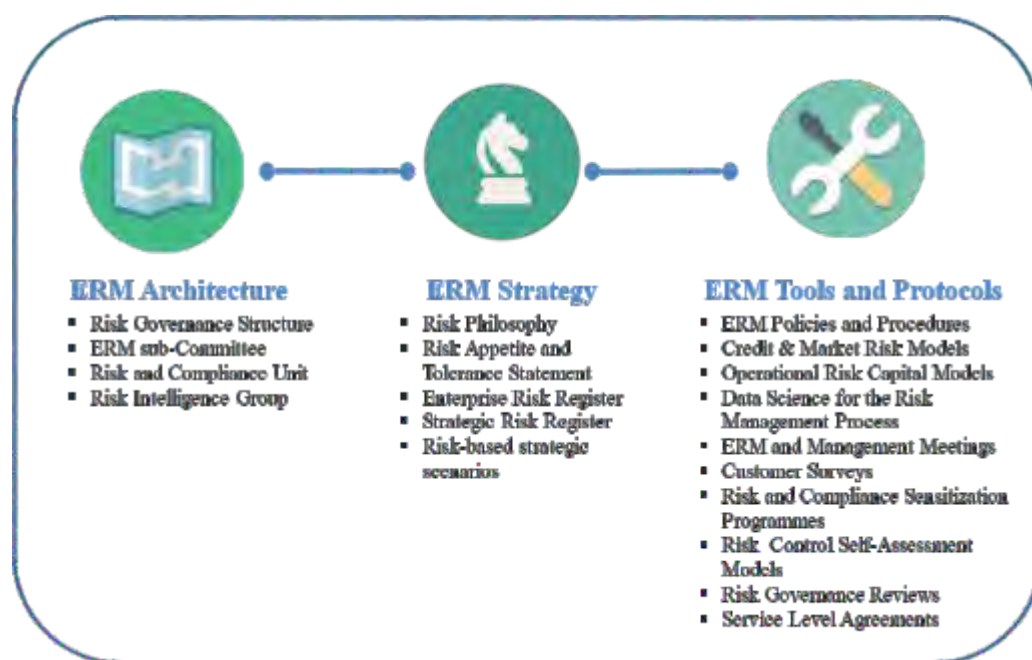 ERM Architecture
Risk Governance Structure
ERM sub-Committee
Risk and Compliance Unit
Risk Intelligence Group
ERM Strategy
Risk Philosophy
Risk Appetite and
Tolerance Statement
Enterprise Risk Register
Strategic Risk Register
Risk-based strategic
scenarios
ERM Tools and Protocols
ERM Policies and Procedures
Credit & Market Risk Models
Operational Risk Capital Models
Data Science for the Risk
Management Process
ERM and Management Meetings
Customer Surveys
Risk and Compliance Sensitization
Programmes
Risk Control Self-Assessment
Models
Risk Governance Reviews
Service Level Agreements